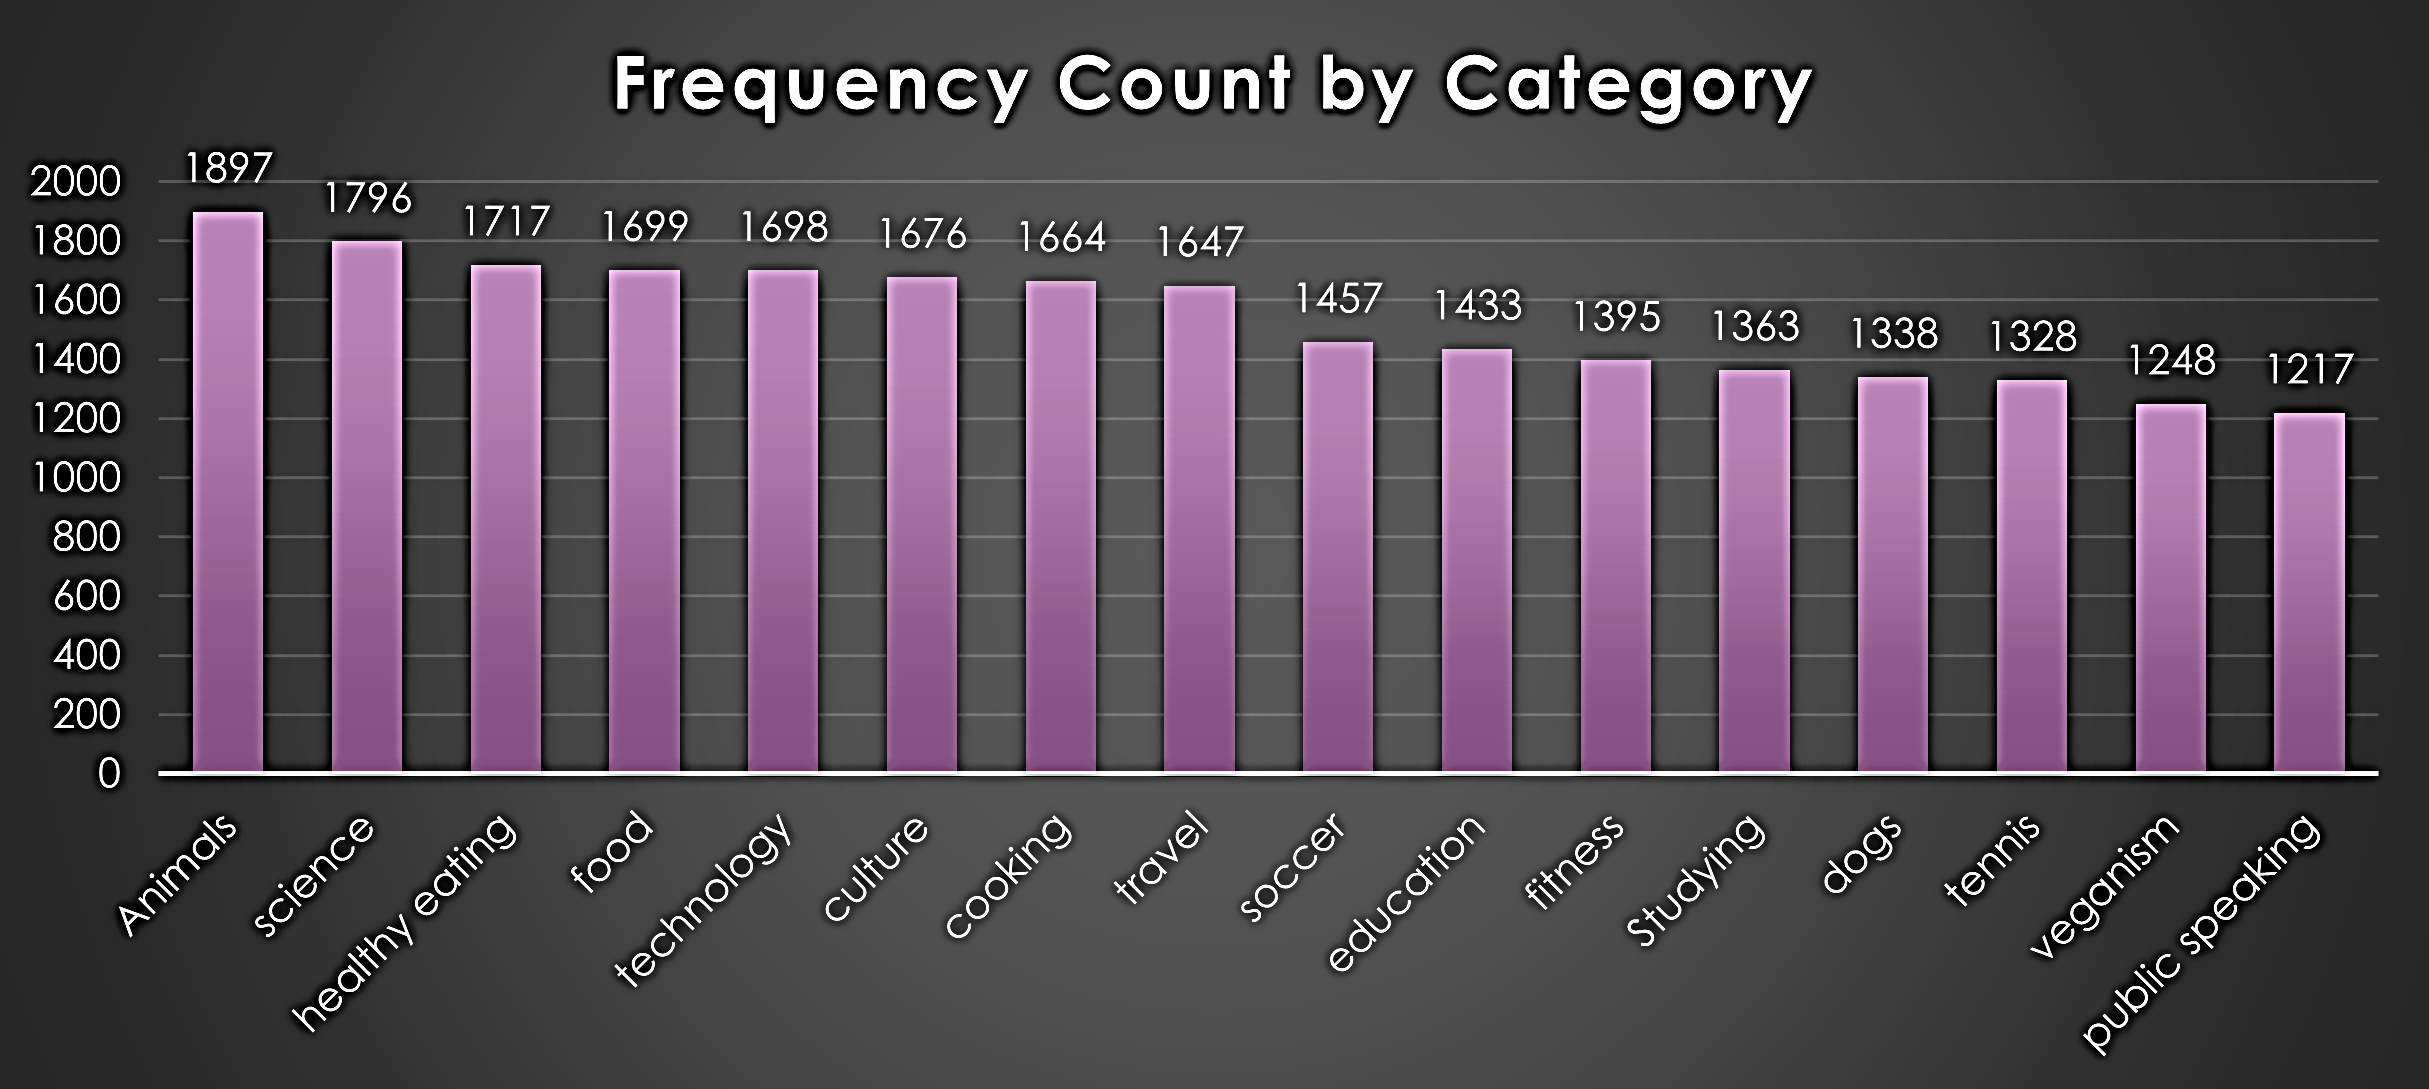 Frequency Count by Category
2000
1800
1600
1400
1200
1000
800
600
400
200
0
1897
1796
1717
1699
1698
1676
1664
1647
1457
1433
1395
1363
1338
1328
1248
1217
Animals
science
healthy eating
food
technology
culture
cooking
travel
soccer
education
fitness
Studying
dogs
tennis
veganism
public speaking